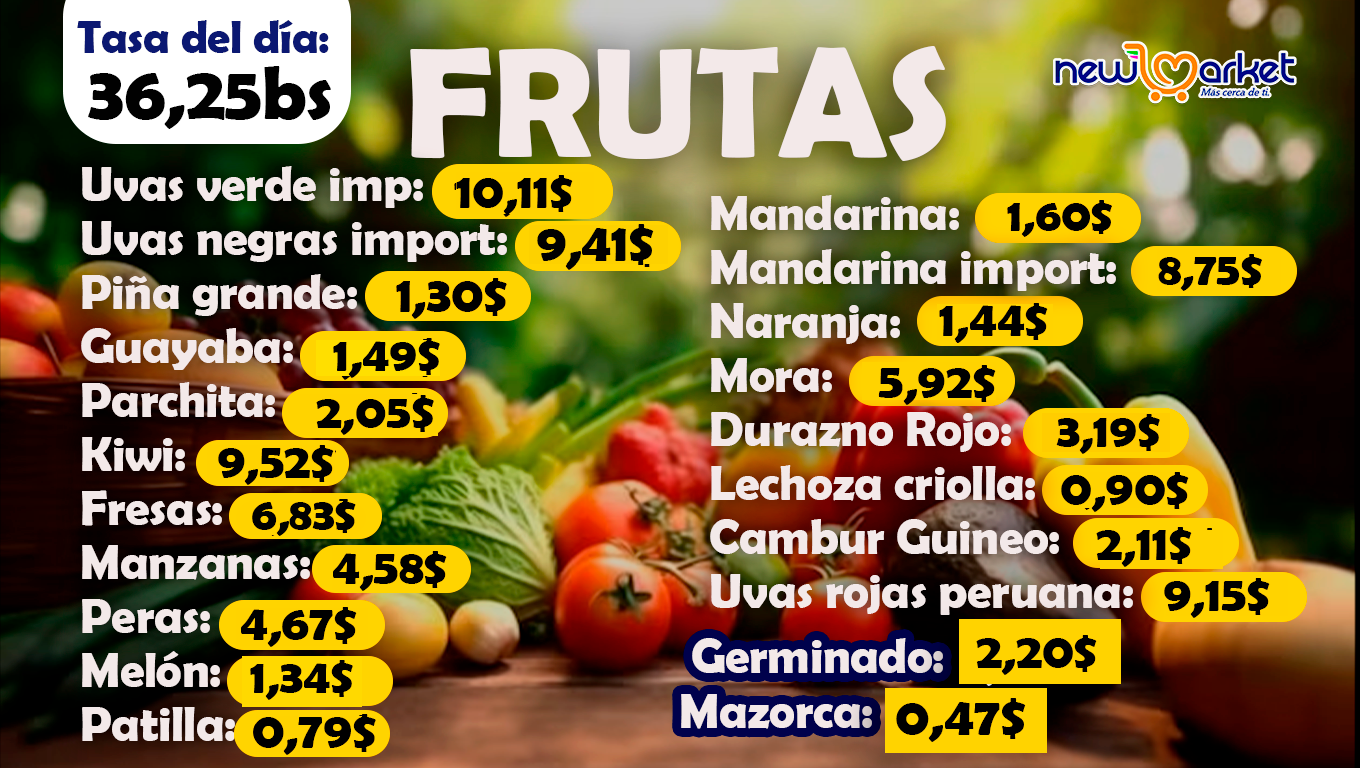 Tasa del día:
36,25bs
FRUTAS
new market
Más cerca de ti.
Uvas verde imp: 10,11$
Uvas negras import: 9,41$
Piña grande: 1,30$
Guayaba: 1,49$
Parchita: 2,05$
Kiwi: 9,52$
Fresas: 6,83$
Manzanas: 4,58$
Peras: 4,67$
Melón: 1,34$
Patilla: 0,79$
Mandarina: 1,60$
Mandarina import: 8,75$
Naranja: 1,44$
Mora: 5,92$
Durazno Rojo: 3,19$
Lechoza criolla: 0,90$
Cambur Guineo: 2,11$
Uvas rojas peruana: 9,15$
Germinado: 2,20$
Mazorca: 0,47$